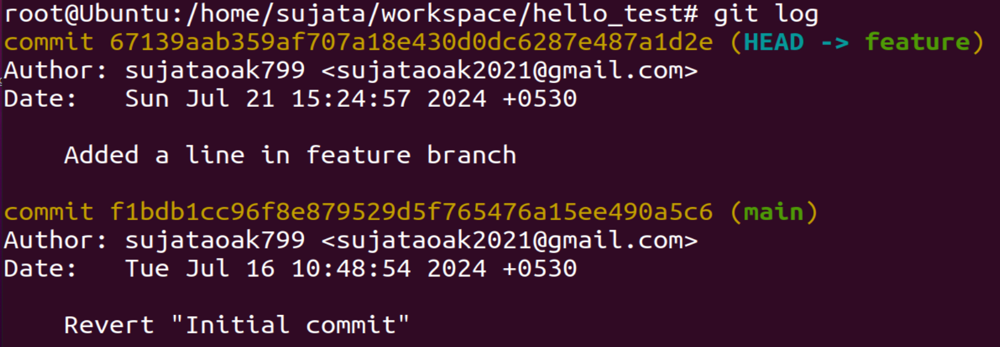 root@Ubuntu:/home/sujata/workspace/hello_test# git log
commit 67139aab359af707a18e430d0dc6287e487a1d2e (HEAD -> feature)
Author: sujataoak799 <sujataoak2021@gmail.com>
Date:   Sun Jul 21 15:24:57 2024 +0530
    Added a line in feature branch
commit f1bdb1cc96f8e879529d5f765476a15ee490a5c6 (main)
Author: sujataoak799 <sujataoak2021@gmail.com>
Date:   Tue Jul 16 10:48:54 2024 +0530
    Revert "Initial commit"